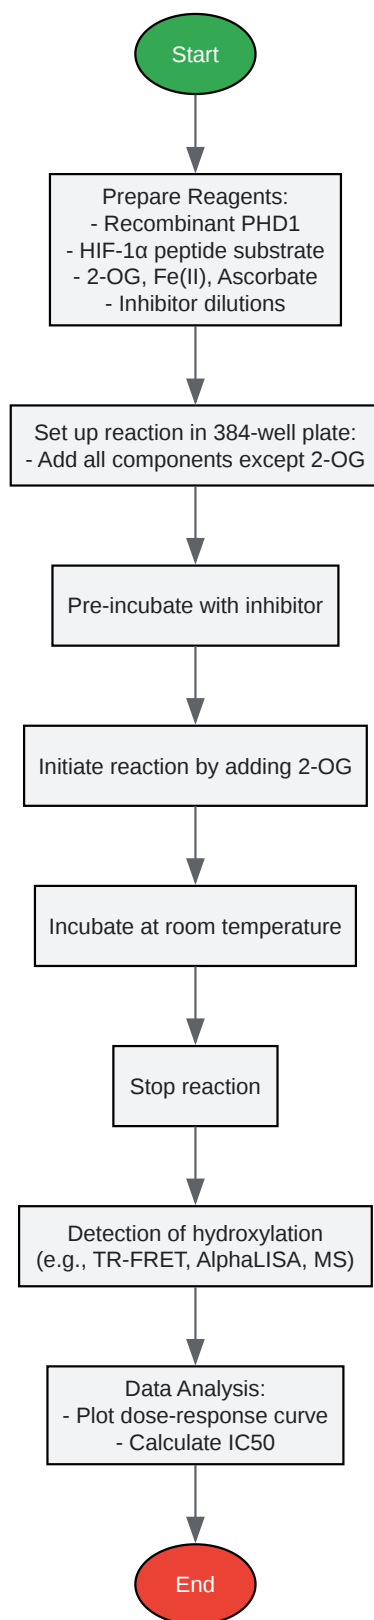 Start
Prepare Reagents:
- Recombinant PHD1
- HIF-1α peptide substrate
- 2-OG, Fe(II), Ascorbate
- Inhibitor dilutions
Set up reaction in 384-well plate:
- Add all components except 2-OG
Pre-incubate with inhibitor
Initiate reaction by adding 2-OG
Incubate at room temperature
Stop reaction
Detection of hydroxylation
(e.g., TR-FRET, AlphaLISA, MS)
Data Analysis:
- Plot dose-response curve
- Calculate IC50
End